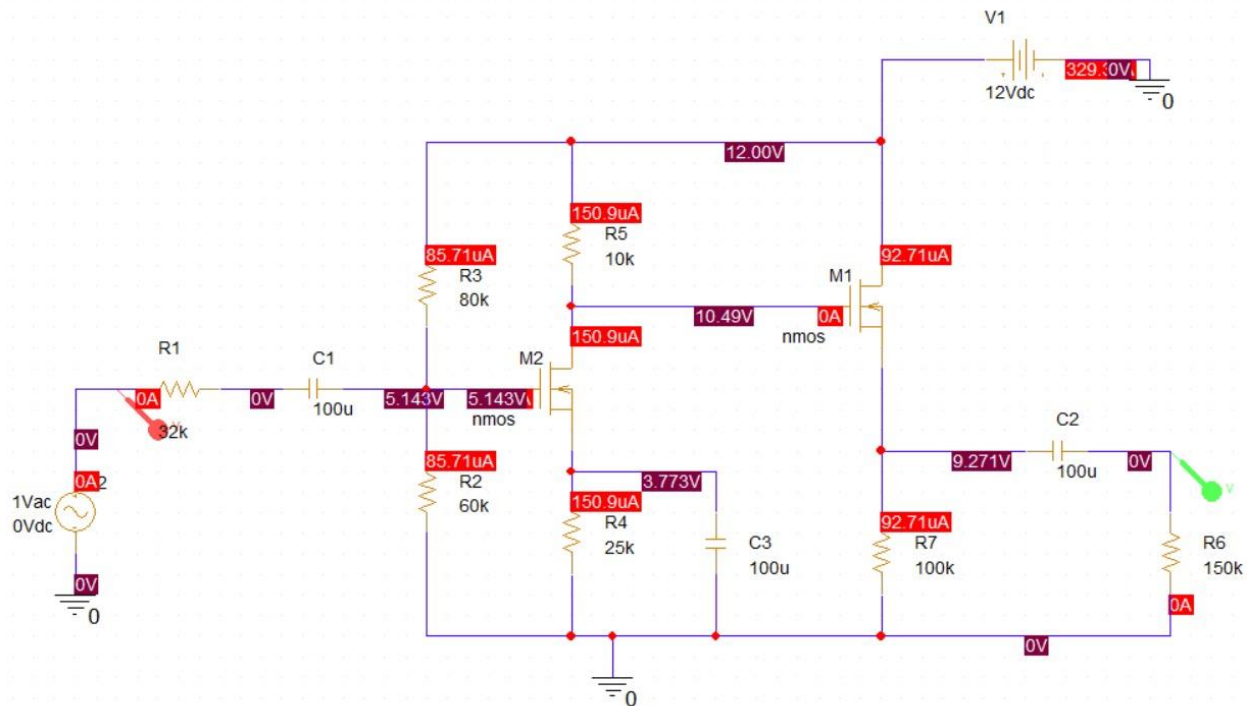 V1
329.
0V
12Vdc
0
12.00V
150.9uA
R5
10k
85.71uA
R3
80k
92.71uA
M1
10.49V
0A
nmos
150.9uA
R1
C1
M2
0A
0V
100u
5.143V
5.143V
nmos
32k
0V
0A
1Vac
0Vdc
0V
0
85.71uA
R2
60k
3.773V
150.9uA
R4
25k
C3
100u
C2
9.271V
100u
0V
V
92.71uA
R7
100k
R6
150k
0A
0V
0